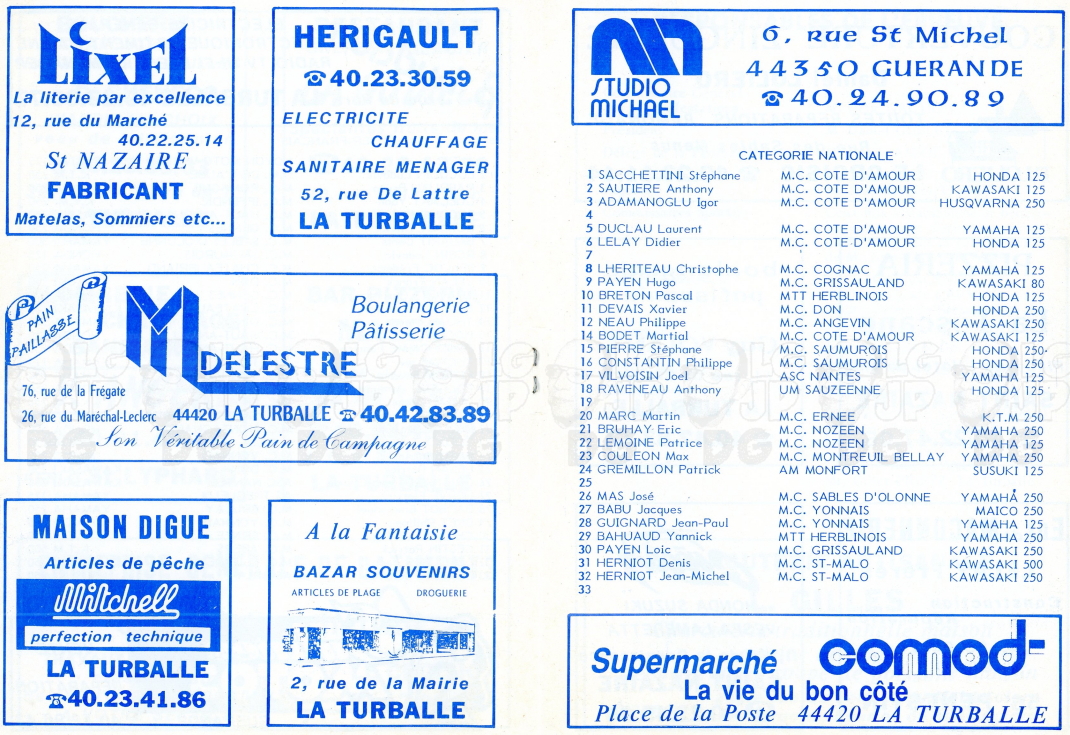 LIXEL
La literie par excellence
12, rue du Marché
40.22.25.14
St NAZAIRE
FABRICANT
Matelas, Sommiers etc...
HERIGAULT
☎ 40.23.30.59
ELECTRICITE
CHAUFFAGE
SANITAIRE MENAGER
52, rue De Lattre
LA TURBALLE
PAIN
PAILLASSE
M
DELESTRE
Boulangerie
Pâtisserie
76, rue de la Frégate
26, rue du Maréchal-Leclerc 44420 LA TURBALLE ☎ 40.42.83.89
Son Véritable Pain de Campagne
MAISON DIGUE
Articles de pêche
Mitchell
perfection technique
LA TURBALLE
☎ 40.23.41.86
A la Fantaisie
BAZAR SOUVENIRS
ARTICLES DE PLAGE DROGUERIE
2, rue de la Mairie
LA TURBALLE
STUDIO
MICHAEL
6, rue St Michel
44350 GUERANDE
☎ 40.24.90.89
CATEGORIE NATIONALE
1 SACCHETTINI Stéphane M.C. COTE D'AMOUR HONDA 125
2 SAUTIERE Anthony M.C. COTE D'AMOUR KAWASAKI 125
3 ADAMANOGLU Igor M.C. COTE D'AMOUR HUSQVARNA 250
4
5 DUCLAU Laurent M.C. COTE D'AMOUR YAMAHA 125
6 LELAY Didier M.C. COTE D'AMOUR HONDA 125
7
8 LHERITEAU Christophe M.C. COGNAC YAMAHA 125
9 PAYEN Hugo M.C. GRISSAULAND KAWASAKI 80
10 BRETON Pascal MTT HERBLINOIS HONDA 125
11 DEVAIS Xavier M.C. DON HONDA 250
12 NEAU Philippe M.C. ANGEVIN KAWASAKI 250
14 BODET Martial M.C. COTE D'AMOUR KAWASAKI 125
15 PIERRE Stéphane M.C. SAUMUROIS HONDA 250
16 CONSTANTIN Philippe M.C. SAUMUROIS HONDA 250
17 VILVOISIN Joel ASC NANTES YAMAHA 125
18 RAVENEAU Anthony UM SAUZEENNE HONDA 125
19
20 MARC Martin M.C. ERNEE K.T.M 250
21 BRUHAY Eric M.C. NOZEEN YAMAHA 250
22 LEMOINE Patrice M.C. NOZEEN YAMAHA 125
23 COULEON Max M.C. MONTREUIL BELLAY YAMAHA 250
24 GREMILLON Patrick AM MONFORT SUSUKI 125
25
26 MAS José M.C. SABLES D'OLONNE YAMAHA 250
27 BABU Jacques M.C. YONNAIS MAICO 250
28 GUIGNARD Jean-Paul M.C. YONNAIS YAMAHA 125
29 BAHUAUD Yannick MTT HERBLINOIS YAMAHA 250
30 PAYEN Loic M.C. GRISSAULAND KAWASAKI 250
31 HERNIOT Denis M.C. ST-MALO KAWASAKI 500
32 HERNIOT Jean-Michel M.C. ST-MALO KAWASAKI 250
33
Supermarché comod
La vie du bon côté
Place de la Poste 44420 LA TURBALLE